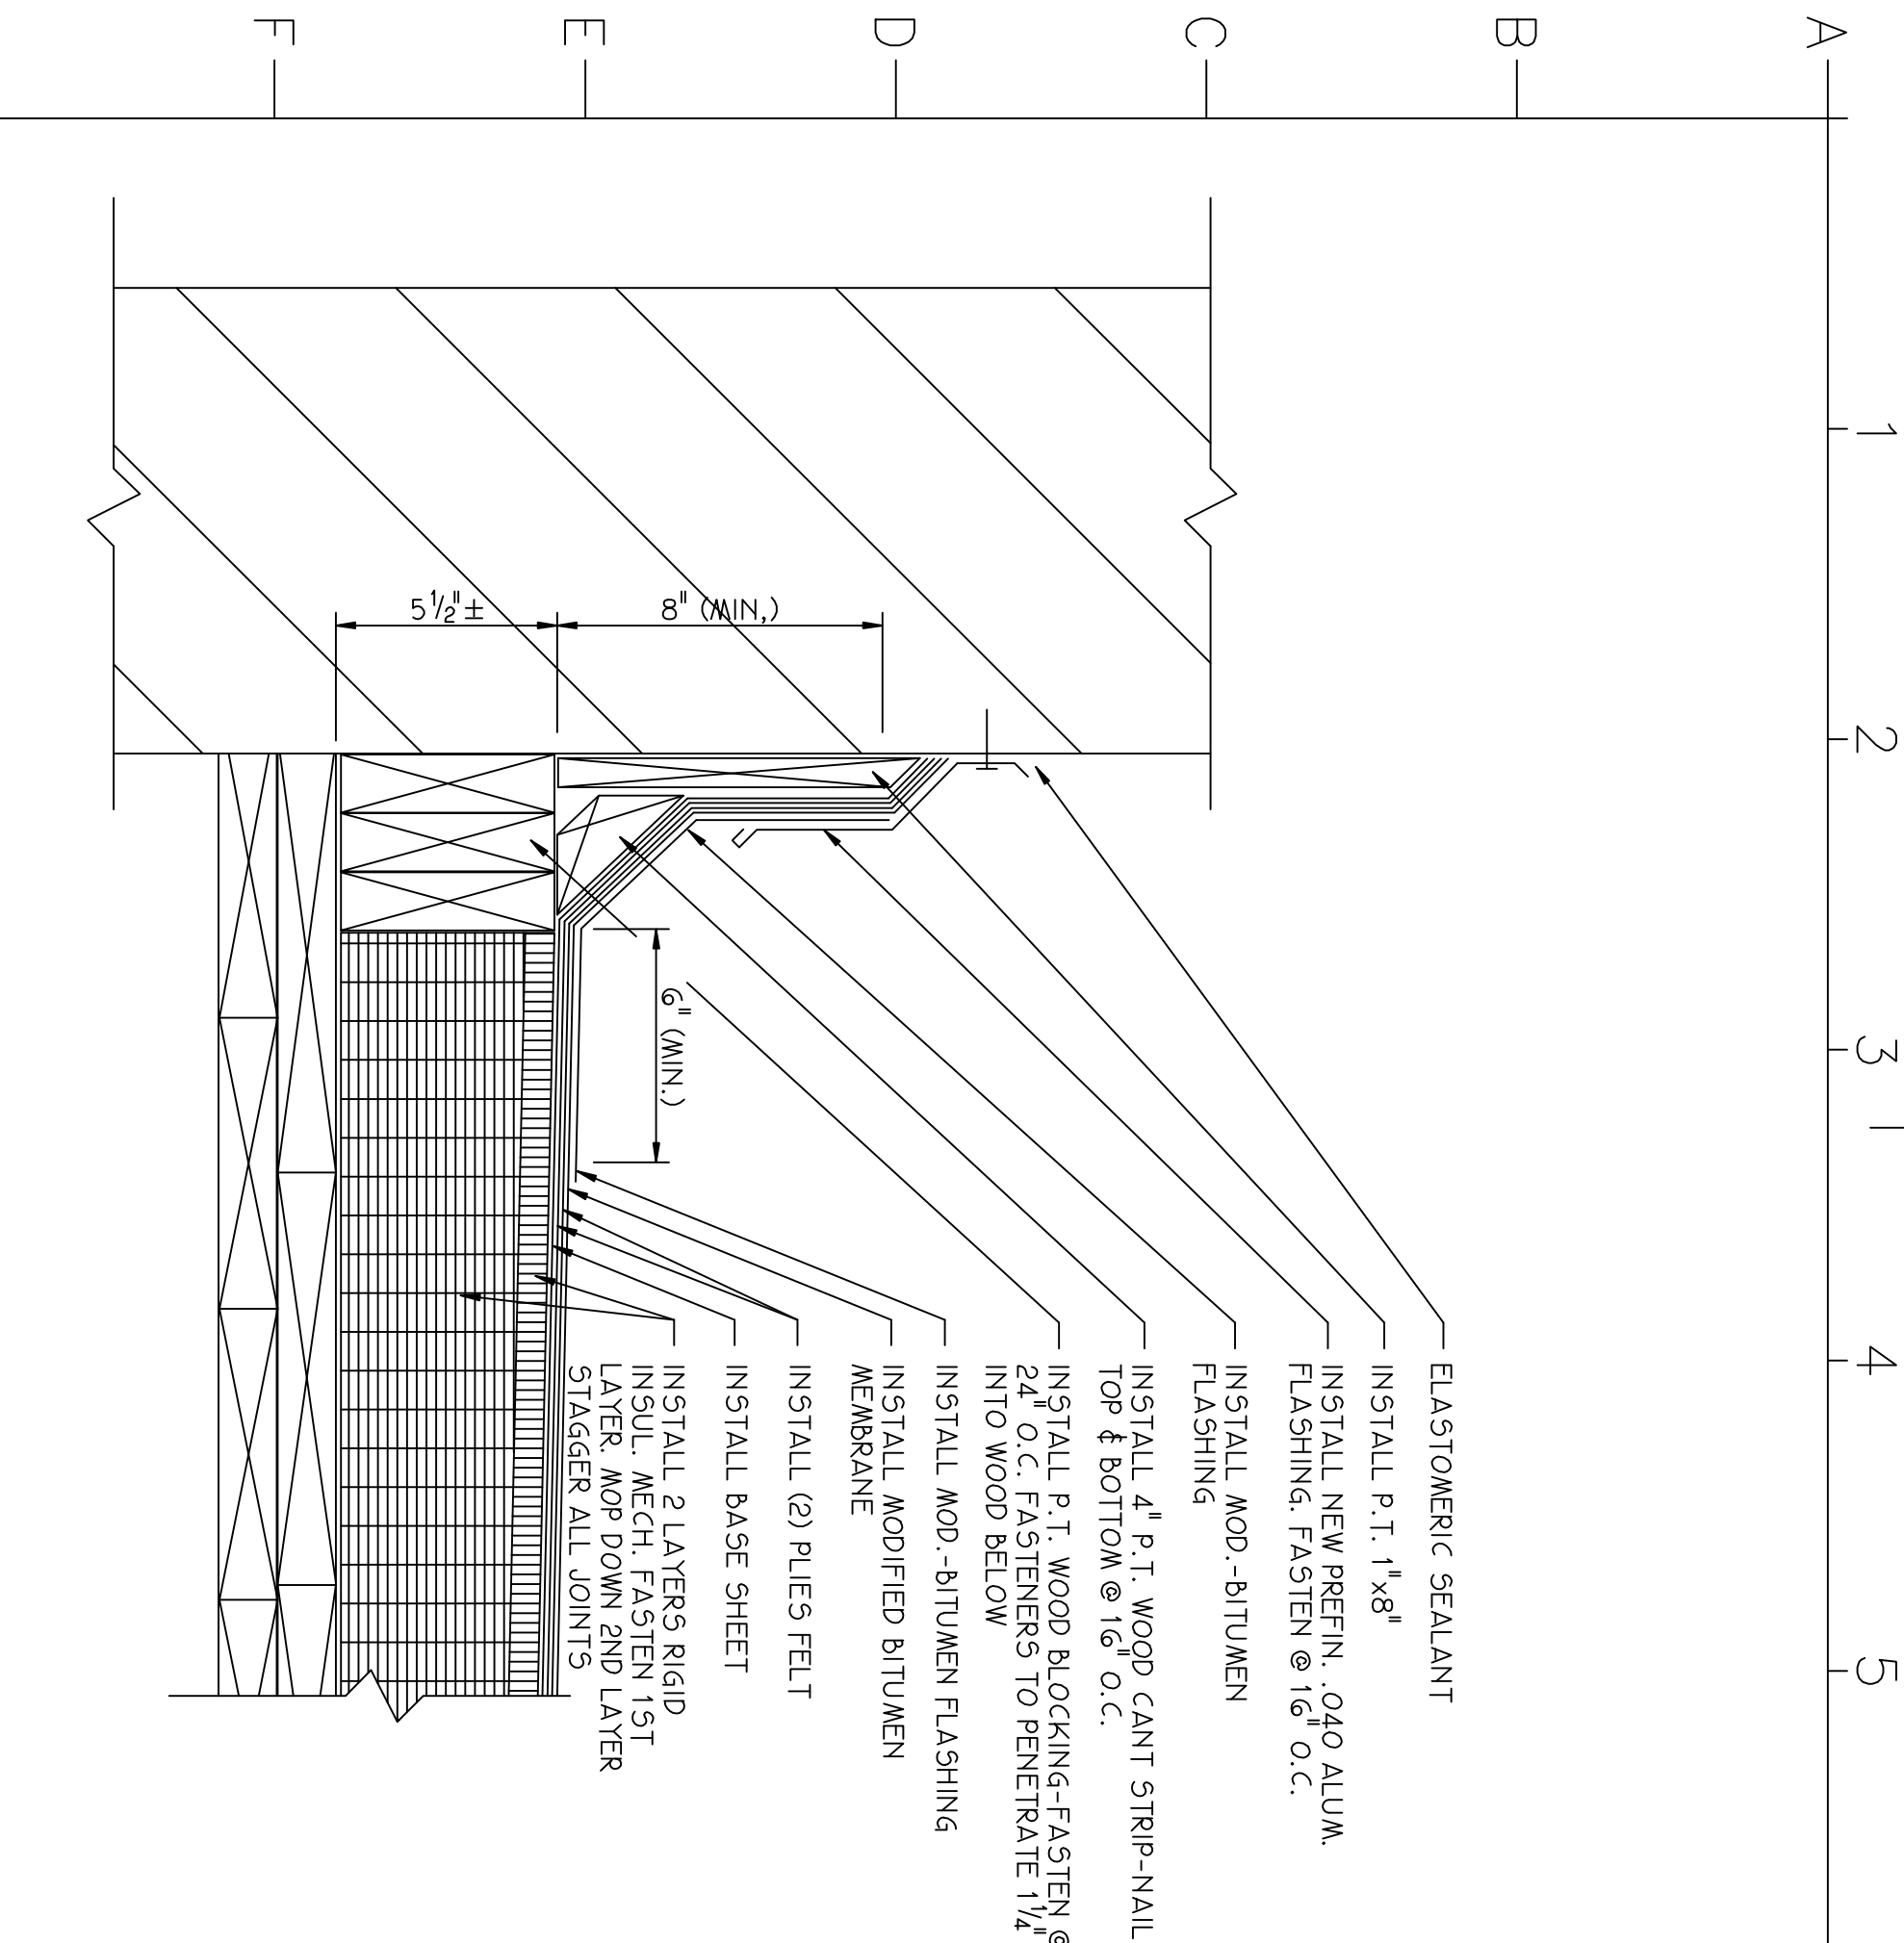 A
B
C
D
E
F
1
2
3
4
5
ELASTOMERIC SEALANT
INSTALL P.T. 1"x8"
INSTALL NEW PREFIN. .040 ALUM.
FLASHING. FASTEN @ 16" O.C.
INSTALL MOD.-BITUMEN
FLASHING
INSTALL 4" P.T. WOOD CANT STRIP-NAIL
TOP & BOTTOM @ 16" O.C.
INSTALL P.T. WOOD BLOCKING-FASTEN @
24" O.C. FASTENERS TO PENETRATE 1 1/4"
INTO WOOD BELOW
INSTALL MOD.-BITUMEN FLASHING
INSTALL MODIFIED BITUMEN
MEMBRANE
INSTALL (2) PLIES FELT
INSTALL BASE SHEET
INSTALL 2 LAYERS RIGID
INSUL. MECH. FASTEN 1ST
LAYER. MOP DOWN 2ND LAYER
STAGGER ALL JOINTS
8" (MIN,)
5 1/2"±
6" (MIN.)